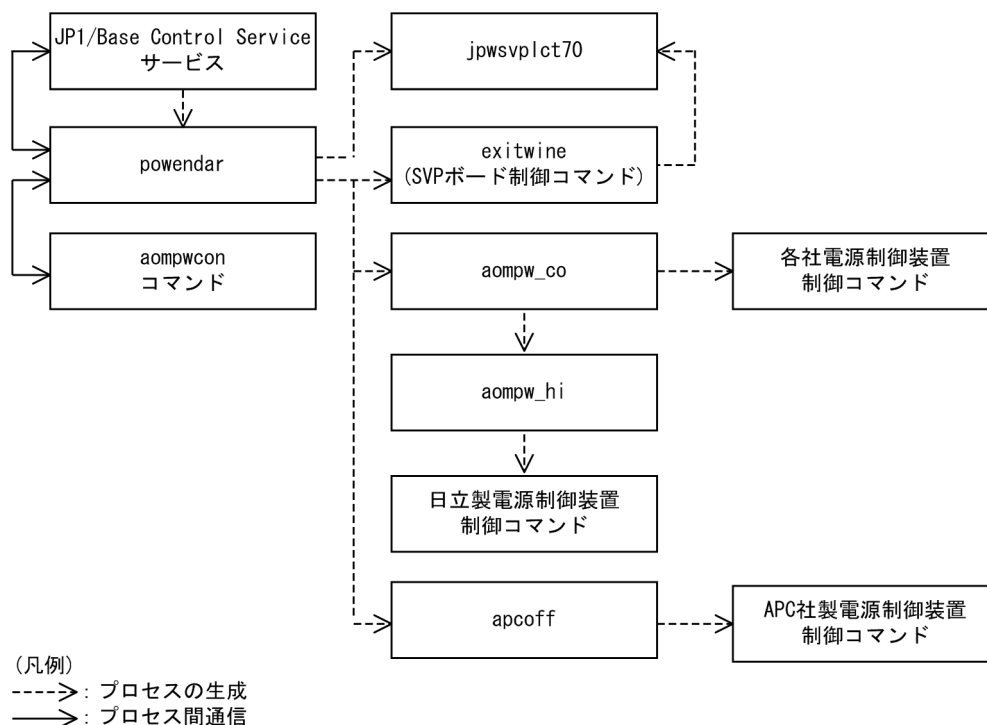 JP1/Base Control Service
サービス
jpwsvplct70
powendar
exitwine
(SVPボード制御コマンド)
aompwcon
コマンド
aompw_co
各社電源制御装置
制御コマンド
aompw_hi
日立製電源制御装置
制御コマンド
apcoff
APC社製電源制御装置
制御コマンド
(凡例)
: プロセスの生成
: プロセス間通信